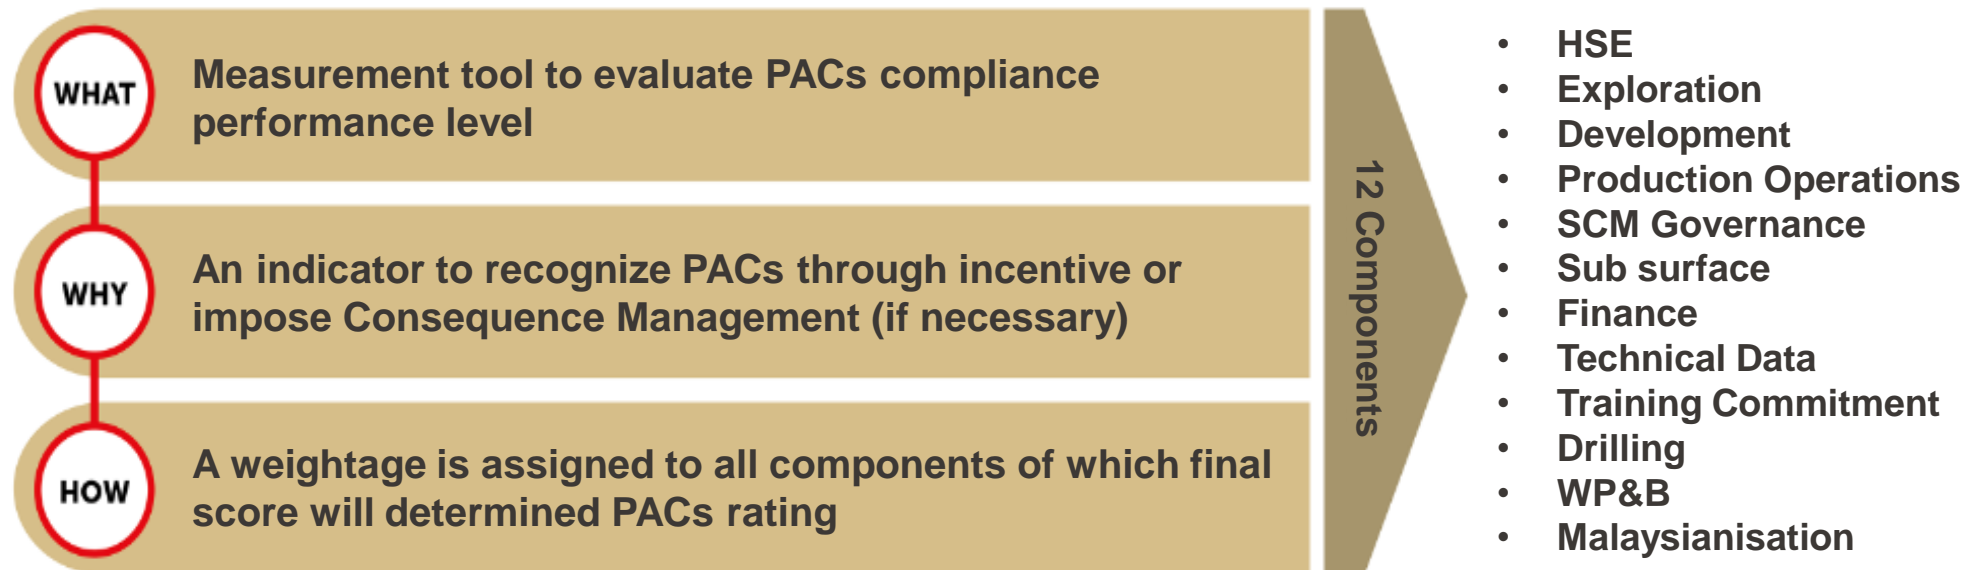 WHAT
Measurement tool to evaluate PACs compliance
performance level
WHY
An indicator to recognize PACs through incentive or
impose Consequence Management (if necessary)
HOW
A weightage is assigned to all components of which final
score will determined PACs rating
12 Components
• HSE
• Exploration
• Development
• Production Operations
• SCM Governance
• Sub surface
• Finance
• Technical Data
• Training Commitment
• Drilling
• WP&B
• Malaysianisation